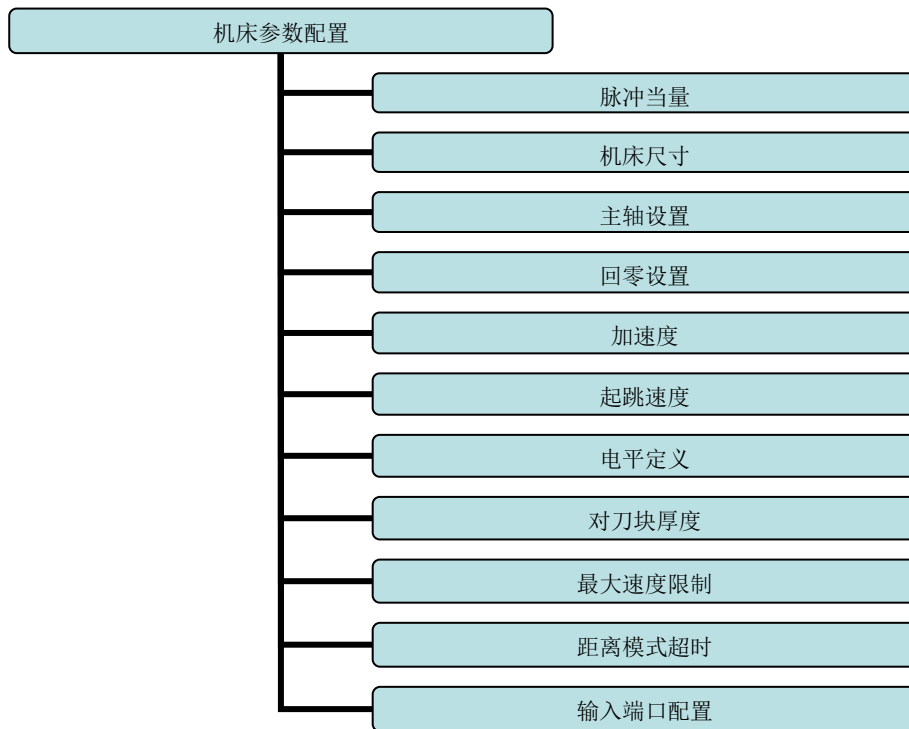 机床参数配置
脉冲当量
机床尺寸
主轴设置
回零设置
加速度
起跳速度
电平定义
对刀块厚度
最大速度限制
距离模式超时
输入端口配置